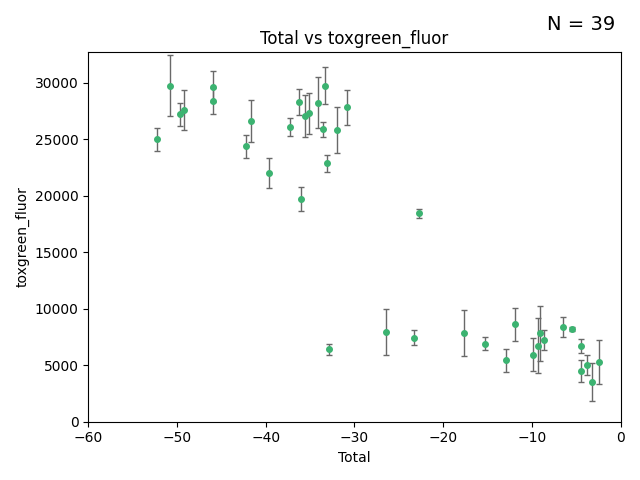 N = 39
Total vs toxgreen_fluor
toxgreen_fluor
30000
25000
20000
15000
10000
5000
0
−60 −50 −40 −30 −20 −10 0
Total